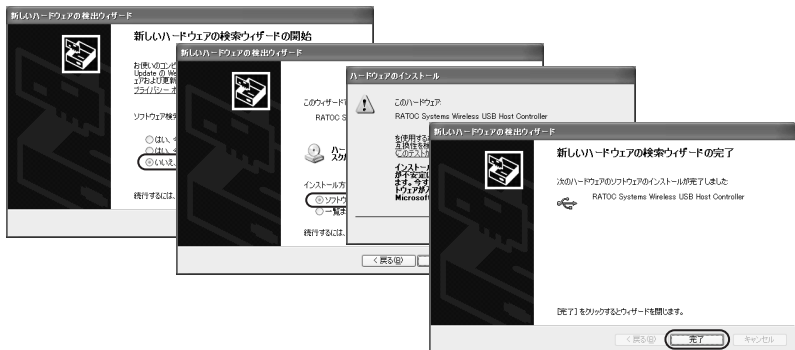 新しいハードウェアの検出ウィザード
新しいハードウェアの検索ウィザードの開始
お使いのコンピ
Update の We
ェアおよび更新
プライバシー オ
ソフトウェア検
はい、今
はい、今
いいえ、
続行するには、
新しいハードウェアの検出ウィザード
このウィザードで
RATOC S
ハー
インストール方
ソフトウ
一覧ま
続行するには、
< 戻る(B)
ハードウェアのインストール
このハードウェア:
RATOC Systems Wireless USB Host Controller
を使用する
互換性を検
このテストが
インストール
が不安定
ます。今す
トウェアが入
Microsoft
新しいハードウェアの検出ウィザード
新しいハードウェアの検索ウィザードの完了
次のハードウェアのソフトウェアのインストールが完了しました
RATOC Systems Wireless USB Host Controller
[完了] をクリックするとウィザードを閉じます。
< 戻る(B)
完了
キャンセル